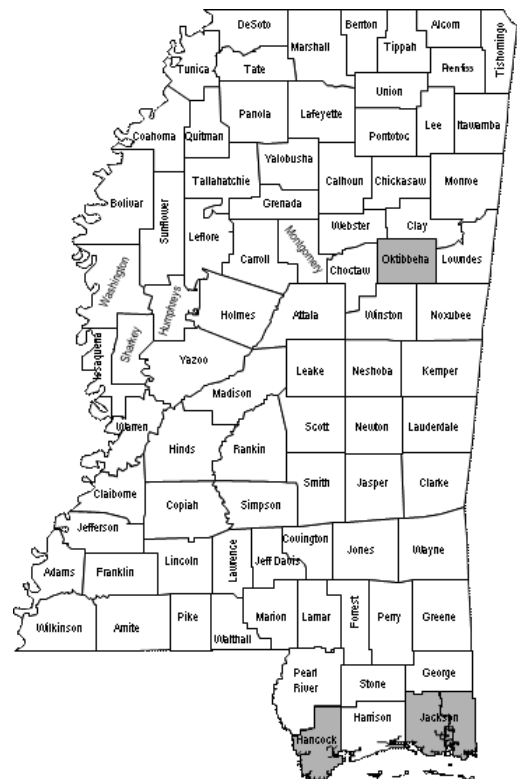 DeSoto
Marshall
Benton
Tippah
Alcorn
Tishomingo
Prentiss
Tunica
Tate
Union
Panola
Lafeyette
Lee
Itawamba
Coahoma
Quitman
Pontotoc
Yalobusha
Tallahatchie
Calhoun
Chickasaw
Monroe
Bolivar
Sunflower
Grenada
Leflore
Montgomery
Webster
Clay
Carroll
Choctaw
Oktibbeha
Lowndes
Washington
Humphreys
Holmes
Attala
Winston
Noxubee
Issaquena
Sharkey
Yazoo
Leake
Neshoba
Kemper
Madison
Warren
Scott
Newton
Lauderdale
Hinds
Rankin
Claiborne
Smith
Jasper
Clarke
Copiah
Simpson
Jefferson
Covington
Lincoln
Lawrence
Jeff Davis
Jones
Wayne
Adams
Franklin
Wilkinson
Amite
Pike
Walthall
Marion
Lamar
Forrest
Perry
Greene
Pearl
River
Stone
George
Hancock
Harrison
Jackson